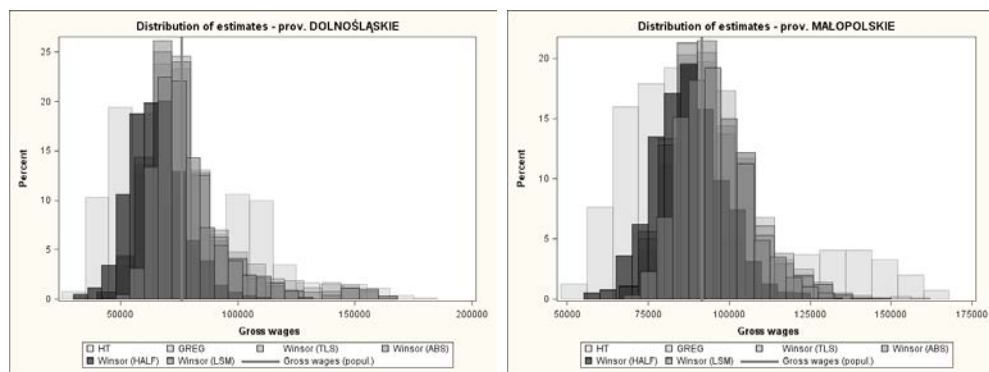 Distribution of estimates - prov. DOLNOŚLĄSKIE
Percent
25
20
15
10
5
0
50000 100000 150000 200000
Gross wages
HT GREG Winsor (TLS) Winsor (ABS)
Winsor (HALF) Winsor (LSM) Gross wages (popul.)
Distribution of estimates - prov. MAŁOPOLSKIE
Percent
20
15
10
5
0
50000 75000 100000 125000 150000 175000
Gross wages
HT GREG Winsor (TLS) Winsor (ABS)
Winsor (HALF) Winsor (LSM) Gross wages (popul.)